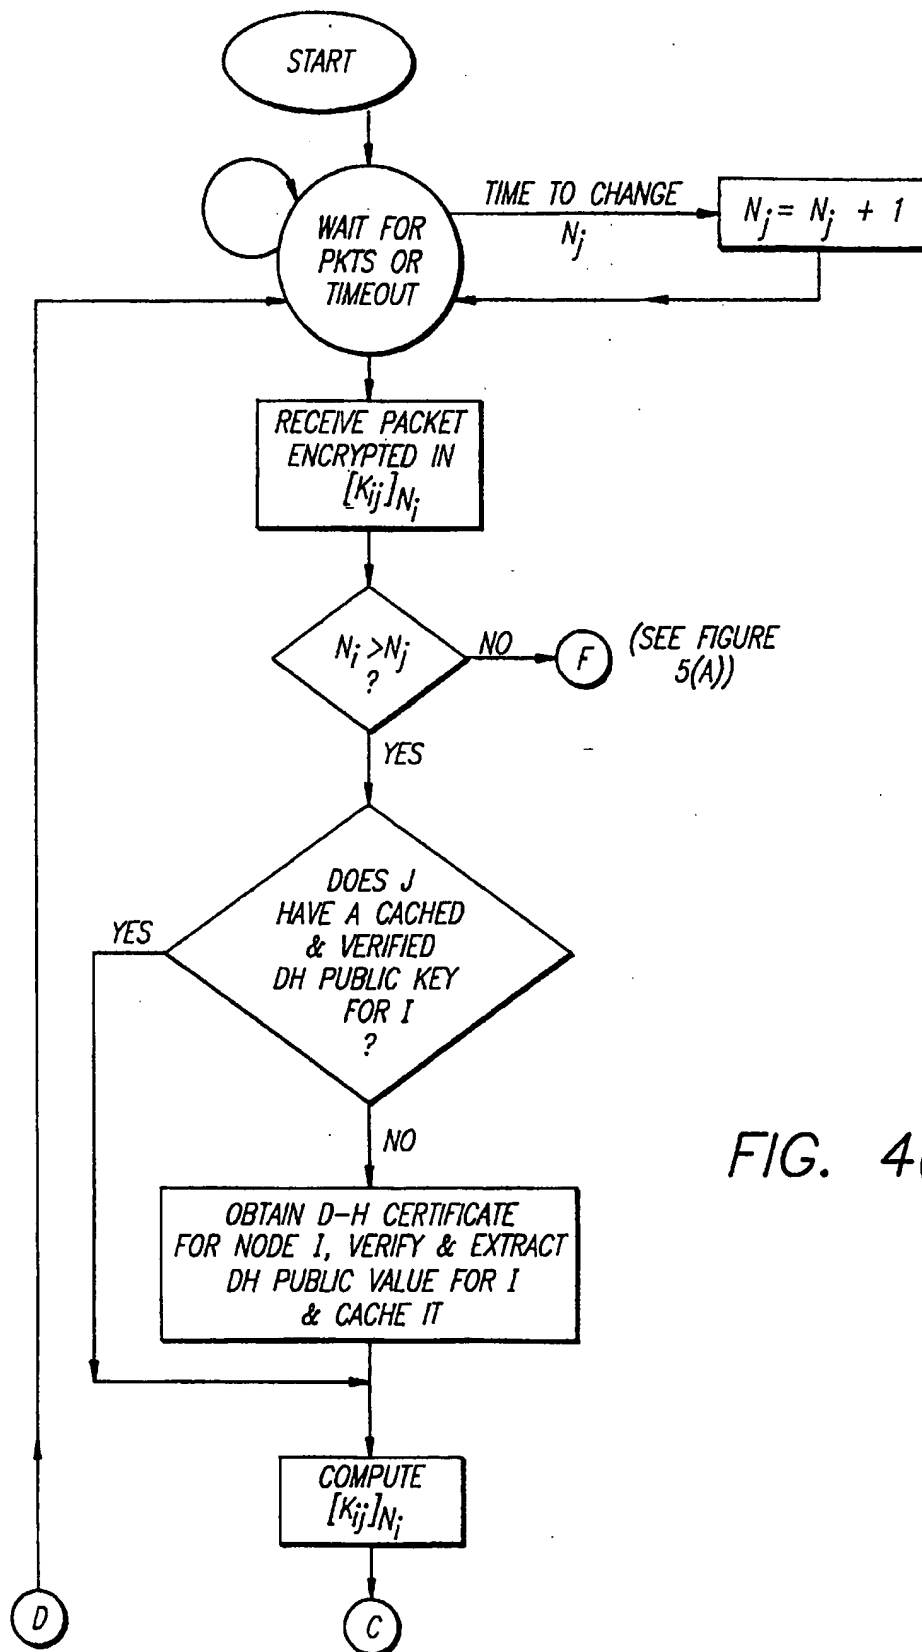 START
WAIT FOR
PKTS OR
TIMEOUT
TIME TO CHANGE
Nj
Nj = Nj + 1
RECEIVE PACKET
ENCRYPTED IN
[Kij]Ni
Ni >Nj
?
NO
F
(SEE FIGURE
5(A))
YES
DOES J
HAVE A CACHED
& VERIFIED
DH PUBLIC KEY
FOR I
?
YES
NO
FIG. 4(
OBTAIN D-H CERTIFICATE
FOR NODE I, VERIFY & EXTRACT
DH PUBLIC VALUE FOR I
& CACHE IT
COMPUTE
[Kij]Ni
D
C